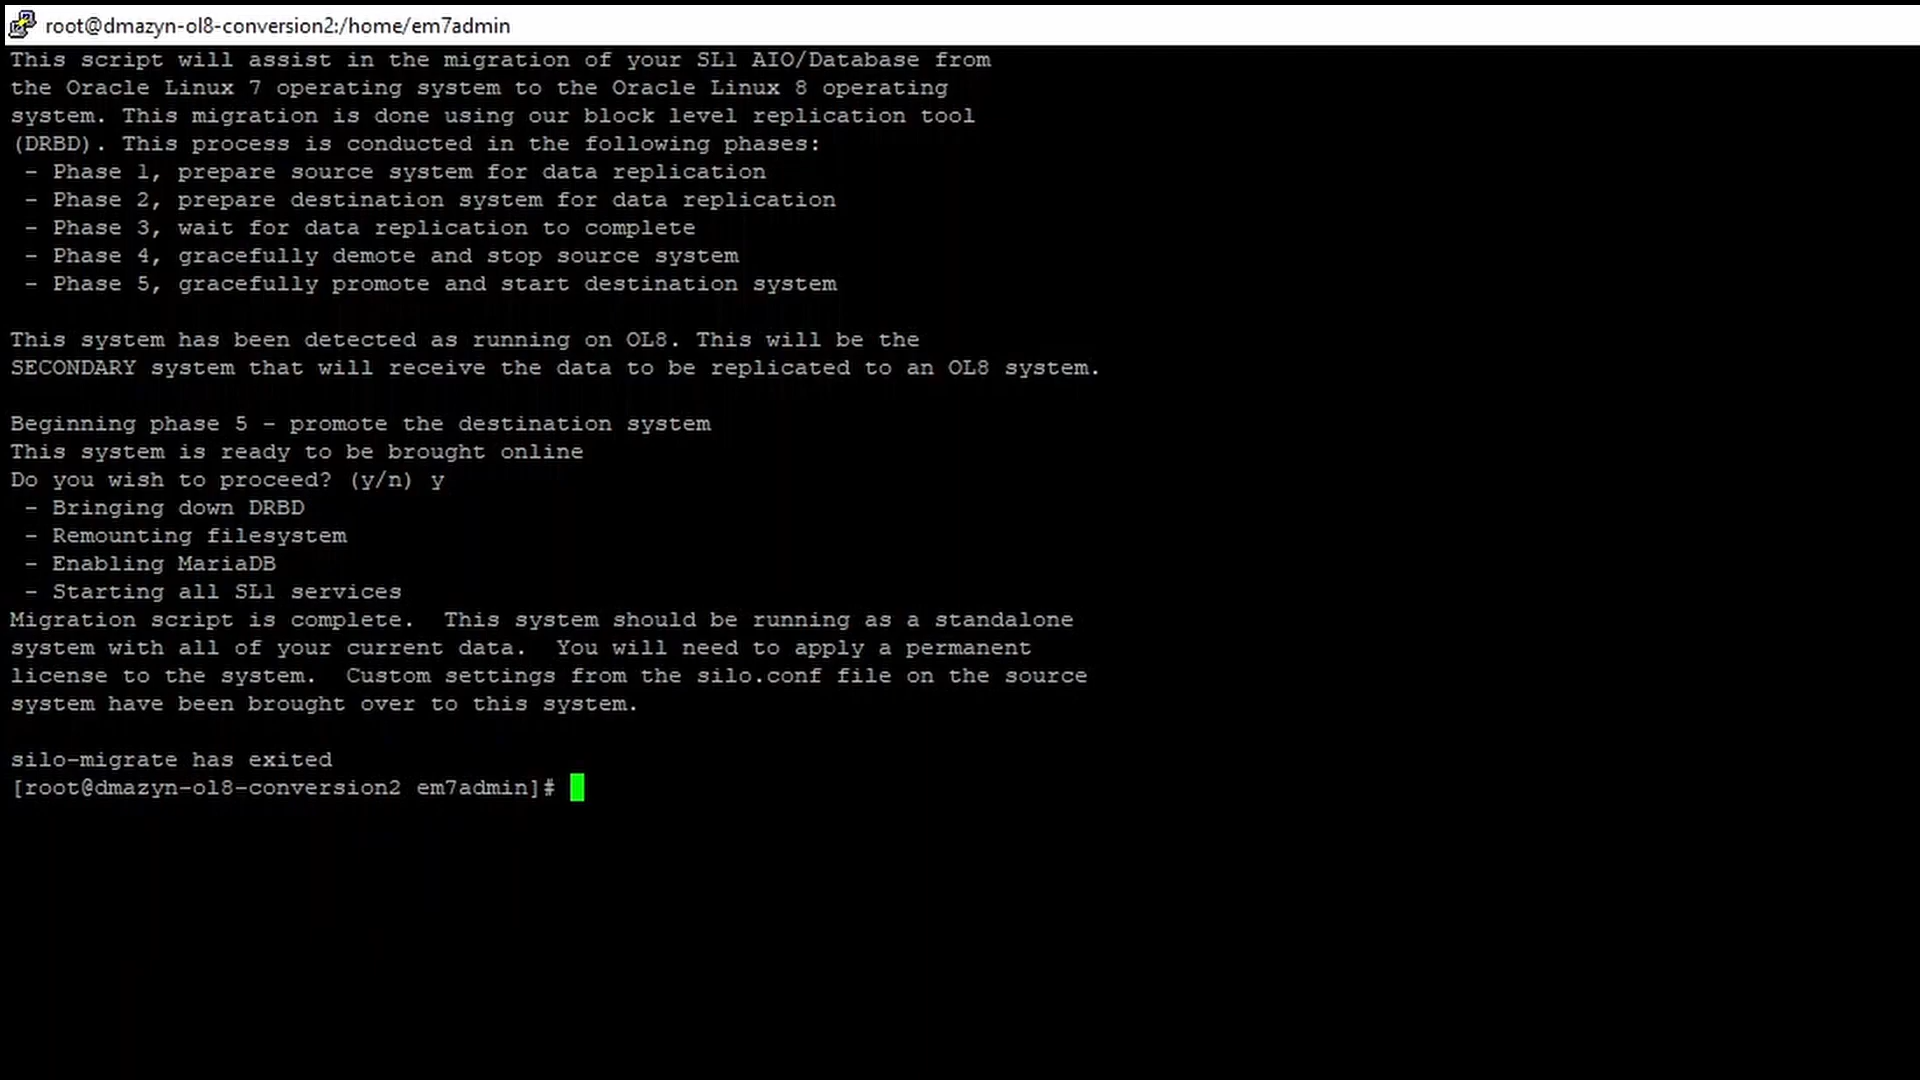 root@dmazyn-ol8-conversion2:/home/em7admin
This script will assist in the migration of your SL1 AIO/Database from
the Oracle Linux 7 operating system to the Oracle Linux 8 operating
system. This migration is done using our block level replication tool
(DRBD). This process is conducted in the following phases:
 - Phase 1, prepare source system for data replication
 - Phase 2, prepare destination system for data replication
 - Phase 3, wait for data replication to complete
 - Phase 4, gracefully demote and stop source system
 - Phase 5, gracefully promote and start destination system
This system has been detected as running on OL8. This will be the
SECONDARY system that will receive the data to be replicated to an OL8 system.
Beginning phase 5 - promote the destination system
This system is ready to be brought online
Do you wish to proceed? (y/n) y
 - Bringing down DRBD
 - Remounting filesystem
 - Enabling MariaDB
 - Starting all SL1 services
Migration script is complete.  This system should be running as a standalone
system with all of your current data.  You will need to apply a permanent
license to the system.  Custom settings from the silo.conf file on the source
system have been brought over to this system.
silo-migrate has exited
[root@dmazyn-ol8-conversion2 em7admin]#